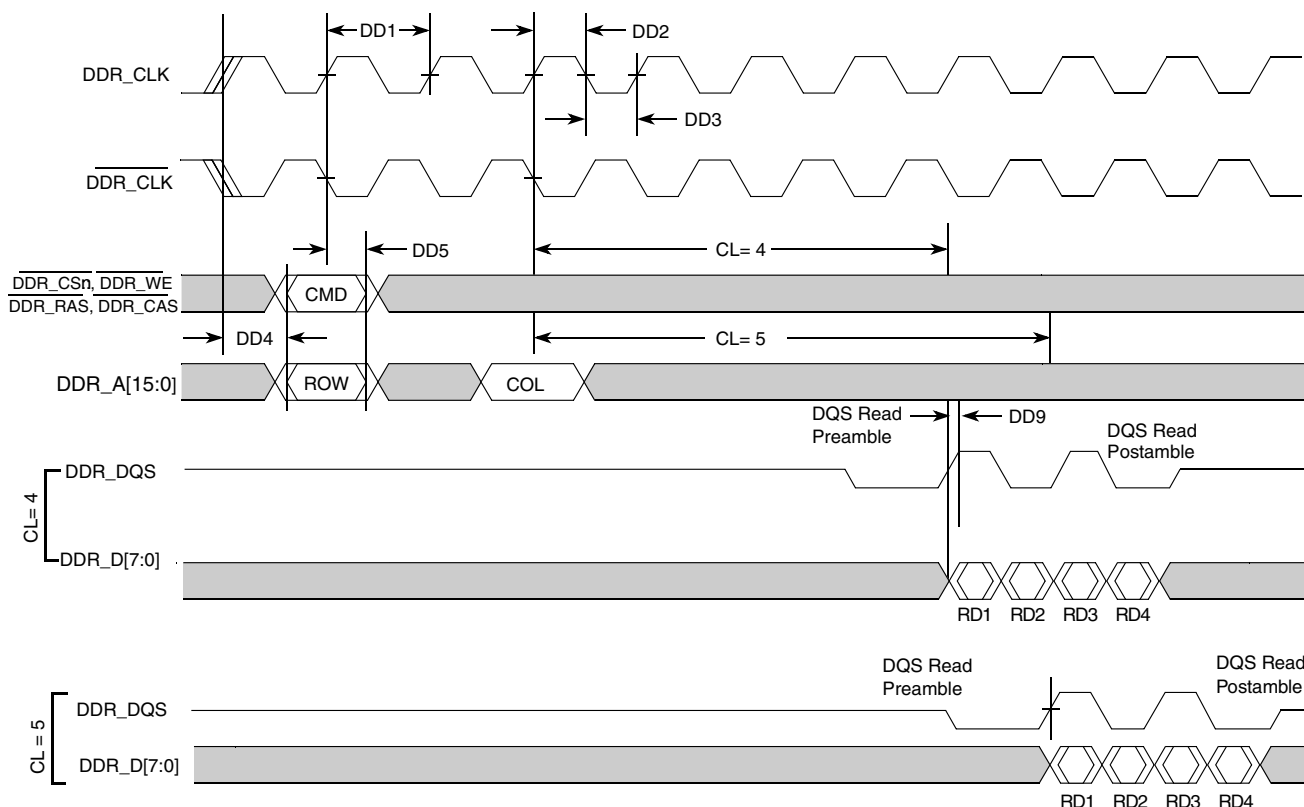 DD1
DD2
DDR_CLK
DD3
DDR_CLK
DD5
CL= 4
DDR_CSn, DDR_WE
DDR_RAS, DDR_CAS
CMD
DD4
CL= 5
DDR_A[15:0]
ROW
COL
DQS Read
Preamble
DD9
DQS Read
Postamble
CL= 4
DDR_DQS
DDR_D[7:0]
RD1 RD2 RD3 RD4
DQS Read
Preamble
DQS Read
Postamble
CL = 5
DDR_DQS
DDR_D[7:0]
RD1 RD2 RD3 RD4